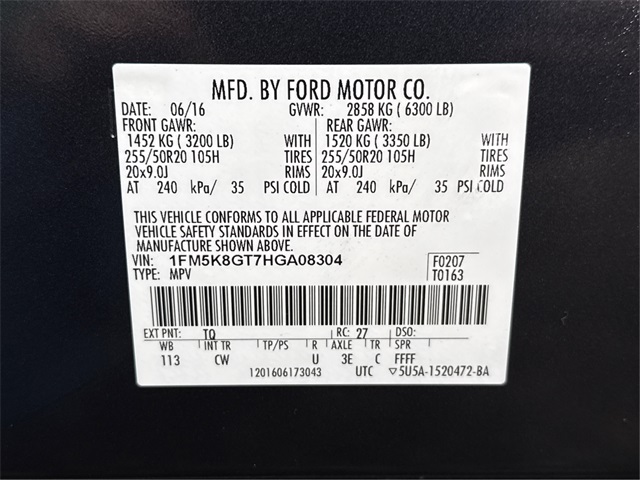 MFD. BY FORD MOTOR CO.
DATE: 06/16 GVWR: 2858 KG ( 6300 LB)
FRONT GAWR: REAR GAWR:
1452 KG ( 3200 LB) WITH 1520 KG ( 3350 LB) WITH
255/50R20 105H TIRES 255/50R20 105H TIRES
20x9.0J RIMS 20x9.0J RIMS
AT 240 kPa/ 35 PSI COLD AT 240 kPa/ 35 PSI COLD
THIS VEHICLE CONFORMS TO ALL APPLICABLE FEDERAL MOTOR
VEHICLE SAFETY STANDARDS IN EFFECT ON THE DATE OF
MANUFACTURE SHOWN ABOVE.
VIN: 1FM5K8GT7HGA08304 F0207
TYPE: MPV T0163
EXT PNT: TQ RC: 27 DSO:
WB INT TR TP/PS R AXLE TR SPR
113 CW U 3E C FFFF
1201606173043 UTC ▽5U5A-1520472-BA